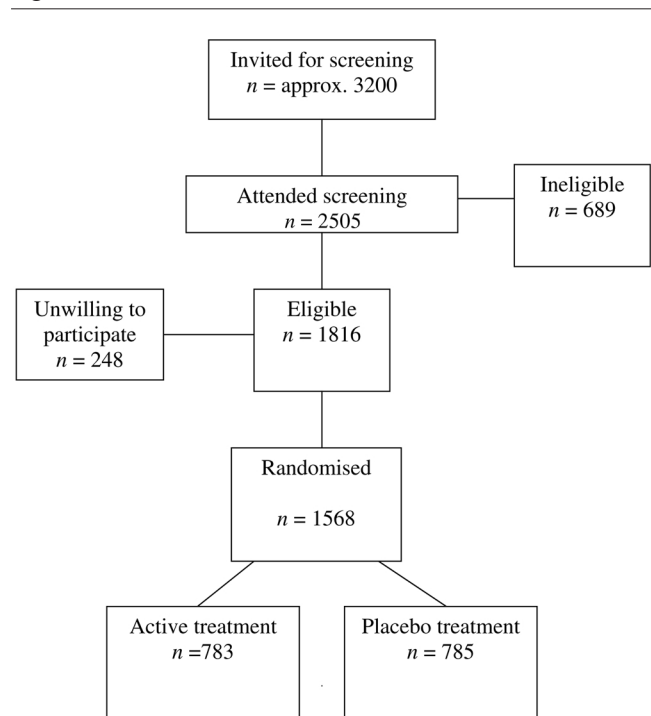 Invited for screening
n = approx. 3200
Attended screening
n = 2505
Ineligible
n = 689
Unwilling to
participate
n = 248
Eligible
n = 1816
Randomised
n = 1568
Active treatment
n =783
Placebo treatment
n = 785